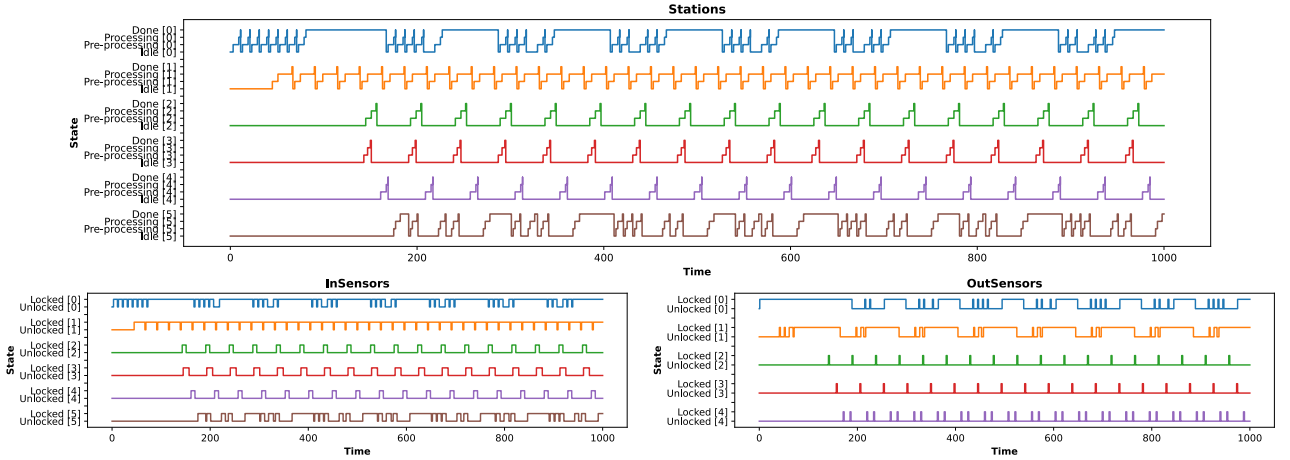 Stations
State
Done [0]
Processing [0]
Pre-processing [0]
Idle [0]
Done [1]
Processing [1]
Pre-processing [1]
Idle [1]
Done [2]
Processing [2]
Pre-processing [2]
Idle [2]
Done [3]
Processing [3]
Pre-processing [3]
Idle [3]
Done [4]
Processing [4]
Pre-processing [4]
Idle [4]
Done [5]
Processing [5]
Pre-processing [5]
Idle [5]
0 200 400 600 800 1000
Time
InSensors
State
Locked [0]
Unlocked [0]
Locked [1]
Unlocked [1]
Locked [2]
Unlocked [2]
Locked [3]
Unlocked [3]
Locked [4]
Unlocked [4]
Locked [5]
Unlocked [5]
0 200 400 600 800 1000
Time
OutSensors
State
Locked [0]
Unlocked [0]
Locked [1]
Unlocked [1]
Locked [2]
Unlocked [2]
Locked [3]
Unlocked [3]
Locked [4]
Unlocked [4]
0 200 400 600 800 1000
Time